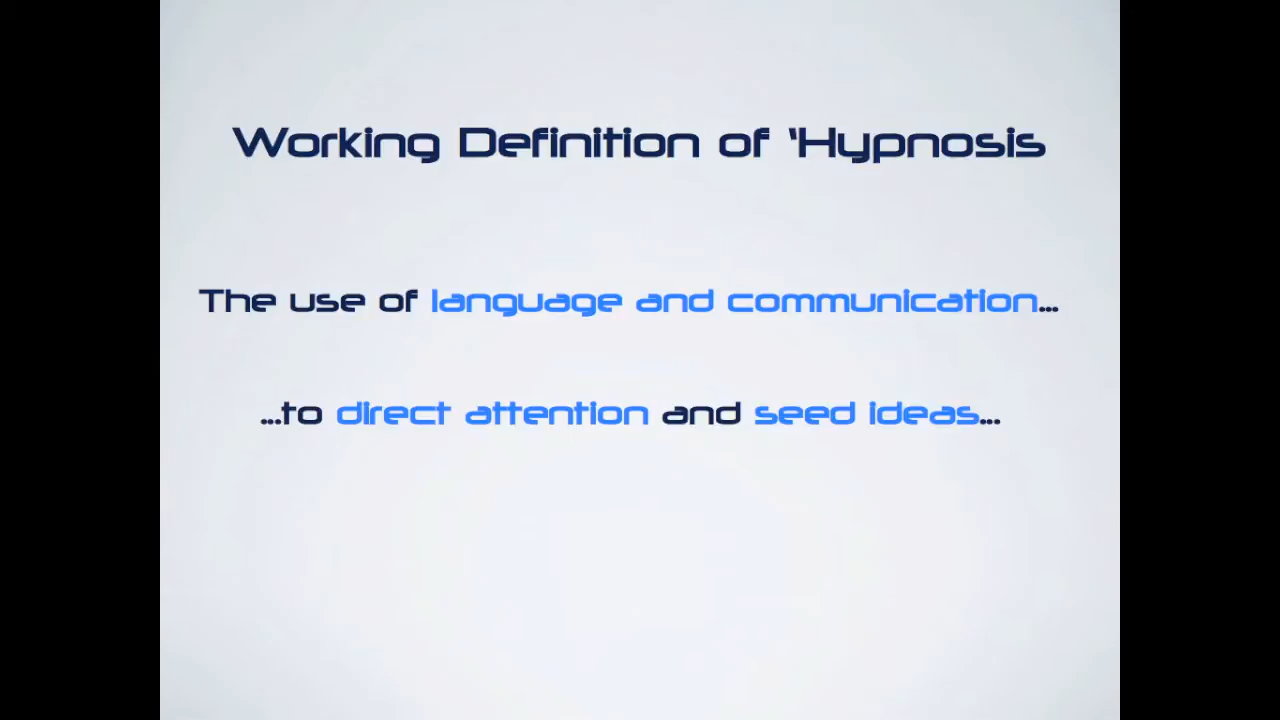 Working Definition of ‘Hypnosis
The use of language and communication...
...to direct attention and seed ideas...